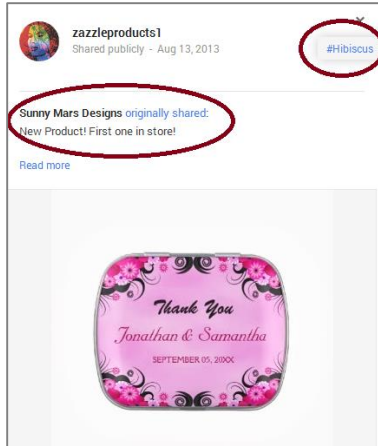 zazzleproducts1
Shared publicly - Aug 13, 2013
#Hibiscus
Sunny Mars Designs originally shared:
New Product! First one in store!
Read more
Thank You
Jonathan & Samantha
SEPTEMBER 05, 20XX